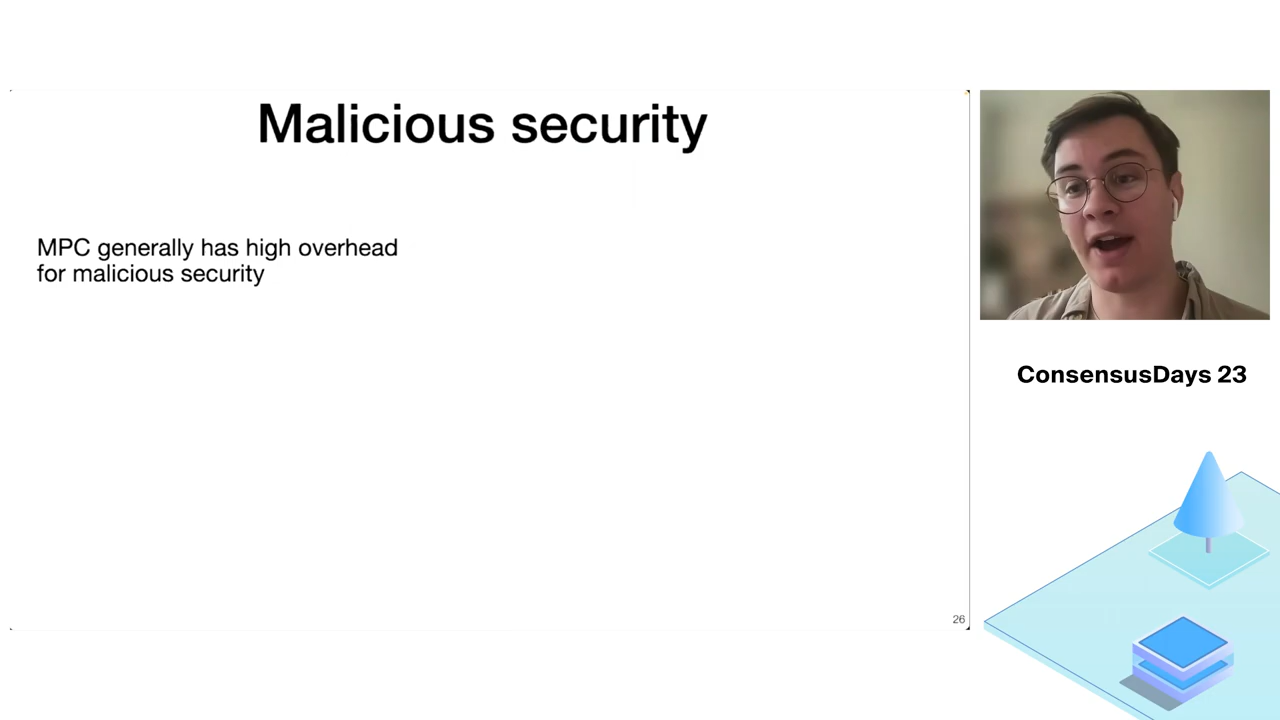 Malicious security
MPC generally has high overhead
for malicious security
26
ConsensusDays 23